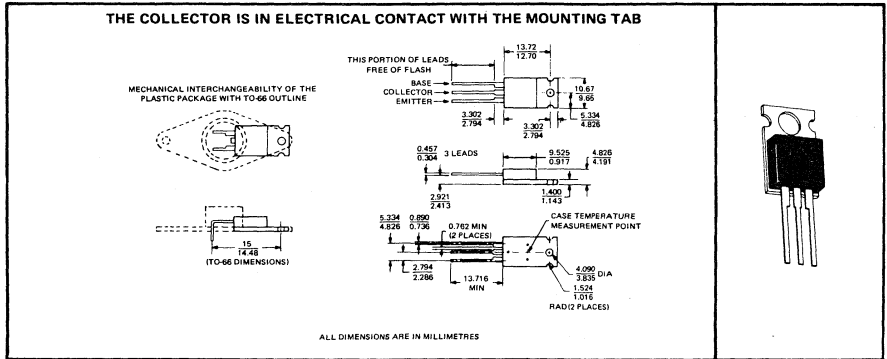 THE COLLECTOR IS IN ELECTRICAL CONTACT WITH THE MOUNTING TAB
13.72
12.70
THIS PORTION OF LEADS
FREE OF FLASH
BASE
COLLECTOR
EMITTER
10.67
9.65
3.302
2.794
3.302
2.794
5.334
4.826
MECHANICAL INTERCHANGEABILITY OF THE
PLASTIC PACKAGE WITH TO-66 OUTLINE
0.457
0.304
3 LEADS
9.525
0.917
4.826
4.191
2.921
2.413
1.400
1.143
15
14.48
(TO-66 DIMENSIONS)
5.334
4.826
0.890
0.736
0.762 MIN
(2 PLACES)
CASE TEMPERATURE
MEASUREMENT POINT
2.794
2.286
13.716
MIN
4.090
3.835
DIA
1.524
1.016
RAD(2 PLACES)
ALL DIMENSIONS ARE IN MILLIMETRES